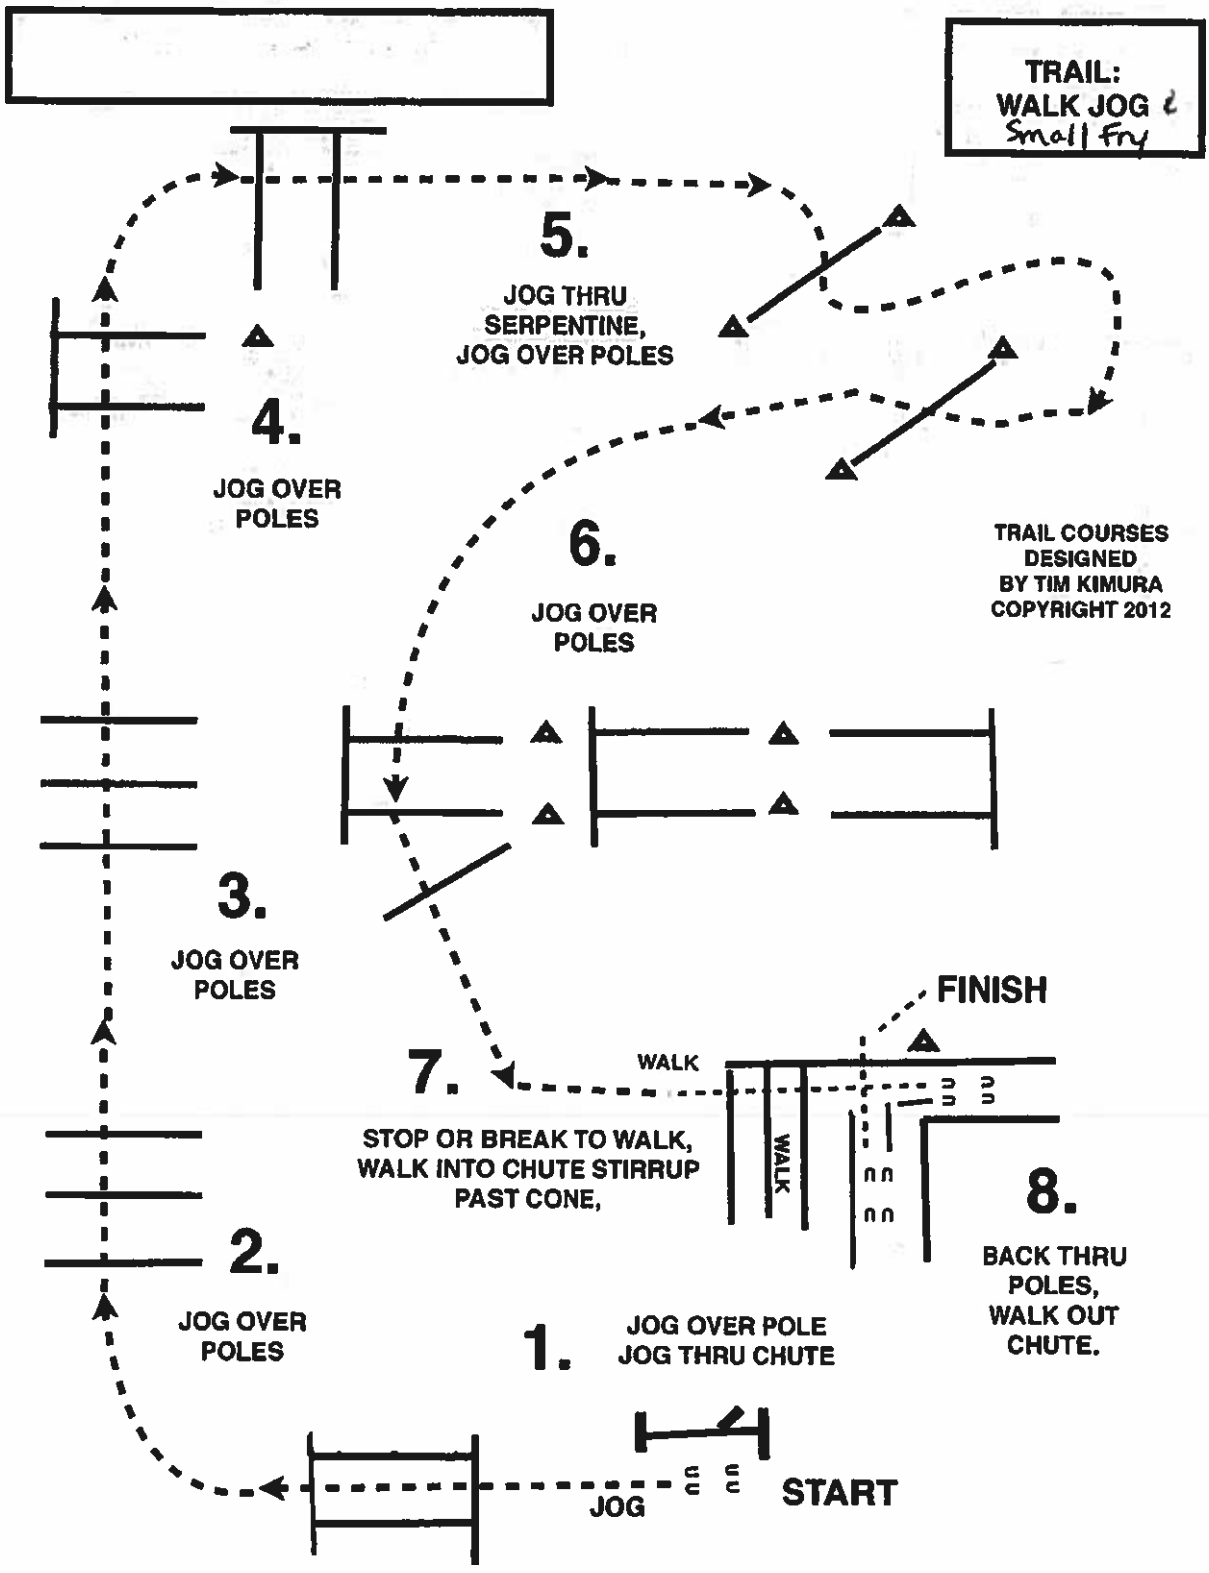 TRAIL:
WALK JOG &
Small Fry
5.
JOG THRU
SERPENTINE,
JOG OVER POLES
4.
JOG OVER
POLES
6.
JOG OVER
POLES
TRAIL COURSES
DESIGNED
BY TIM KIMURA
COPYRIGHT 2012
3.
JOG OVER
POLES
FINISH
7.
WALK
STOP OR BREAK TO WALK,
WALK INTO CHUTE STIRRUP
PAST CONE,
WALK
8.
BACK THRU
POLES,
WALK OUT
CHUTE.
2.
JOG OVER
POLES
1.
JOG OVER POLE
JOG THRU CHUTE
START
JOG